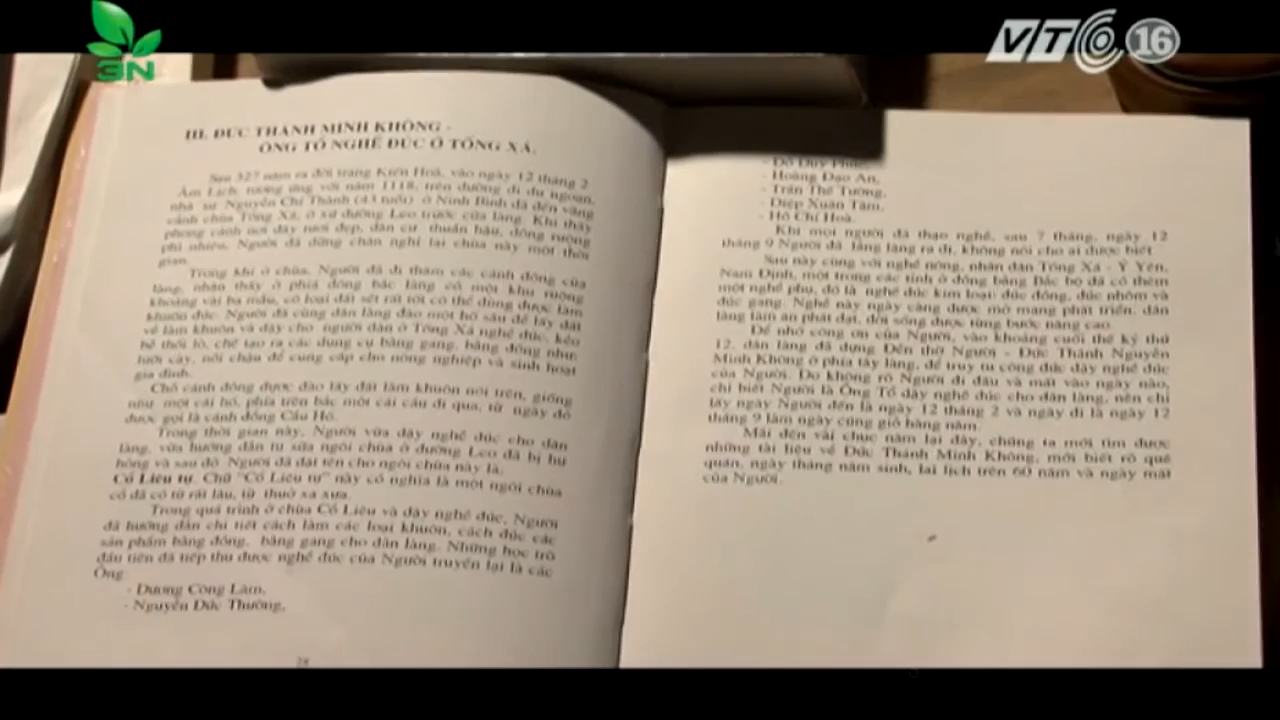 3N
VTC 16
III. ĐỨC THÁNH MINH KHÔNG -
ÔNG TỔ NGHỀ ĐÚC Ở TỐNG XÁ.
Sau 327 năm ra đời trang Kiến Hoà, vào ngày 12 tháng 2
Âm Lịch, tương ứng với năm 1118, trên đường đi du ngoạn,
nhà sư Nguyễn Chí Thành (43 tuổi) ở Ninh Bình đã đến vãng
cảnh chùa Tống Xá, ở xứ đường Leo trước cửa làng. Khi thấy
phong cảnh nơi đây tươi đẹp, dân cư thuần hậu, đồng ruộng
phì nhiêu, Người đã dừng chân nghỉ lại chùa này một thời
gian.
Trong khi ở chùa, Người đã đi thăm các cánh đồng của
làng, nhận thấy ở phía đông bắc làng có một khu ruộng
khoảng vài ba mẫu, có loại đất sét rất tốt có thể dùng được làm
khuôn đúc. Người đã cùng dân làng đào một hố sâu để lấy đất
về làm khuôn và dậy cho người dân ở Tống Xá nghề đúc, kéo
bễ thổi lò, chế tạo ra các dụng cụ bằng gang, bằng đồng như:
lưỡi cày, nồi chậu để cung cấp cho nông nghiệp và sinh hoạt
gia đình.
Chỗ cánh đồng được đào lấy đất làm khuôn nói trên, giống
như một cái hồ, phía trên bắc một cái cầu đi qua, từ ngày đó
được gọi là cánh đồng Cầu Hồ.
Trong thời gian này, Người vừa dậy nghề đúc cho dân
làng, vừa hướng dẫn tu sửa ngôi chùa ở đường Leo đã bị hư
hỏng và sau đó Người đã đặt tên cho ngôi chùa này là:
Cổ Liêu tự. Chữ "Cổ Liêu tự" này có nghĩa là một ngôi chùa
cổ đã có từ rất lâu, từ thuở xa xưa.
Trong quá trình ở chùa Cổ Liêu và dậy nghề đúc, Người
đã hướng dẫn chi tiết cách làm các loại khuôn, cách đúc các
sản phẩm bằng đồng, bằng gang cho dân làng. Những học trò
đầu tiên đã tiếp thu được nghề đúc của Người truyền lại là các
Ông
- Dương Công Lâm,
- Nguyễn Đức Thường,
28
- Đỗ Duy Phúc,
- Hoàng Đạo An,
- Trần Thế Tường,
- Diệp Xuân Tâm,
- Hồ Chí Hoà.
Khi mọi người đã thạo nghề, sau 7 tháng, ngày 12
tháng 9 Người đã lẳng lặng ra đi, không nói cho ai được biết
Sau này cùng với nghề nông, nhân dân Tống Xá - Ý Yên,
Nam Định, một trong các tỉnh ở đồng bằng Bắc bộ đã có thêm
một nghề phụ, đó là nghề đúc kim loại: đúc đồng, đúc nhôm và
đúc gang. Nghề này ngày càng được mở mang phát triển, dân
làng làm ăn phát đạt, đời sống được từng bước nâng cao.
Để nhớ công ơn của Người, vào khoảng cuối thế kỷ thứ
12, dân làng đã dựng Đền thờ Người - Đức Thánh Nguyễn
Minh Không ở phía tây làng, để truy tu công đức dậy nghề đúc
của Người. Do không rõ Người đi đâu và mất vào ngày nào,
chỉ biết Người là Ông Tổ dậy nghề đúc cho dân làng, nên chỉ
lấy ngày Người đến là ngày 12 tháng 2 và ngày đi là ngày 12
tháng 9 làm ngày cúng giỗ hàng năm.
Mãi đến vài chục năm lại đây, chúng ta mới tìm được
những tài liệu về Đức Thánh Minh Không, mới biết rõ quê
quán, ngày tháng năm sinh, lai lịch trên 60 năm và ngày mất
của Người.